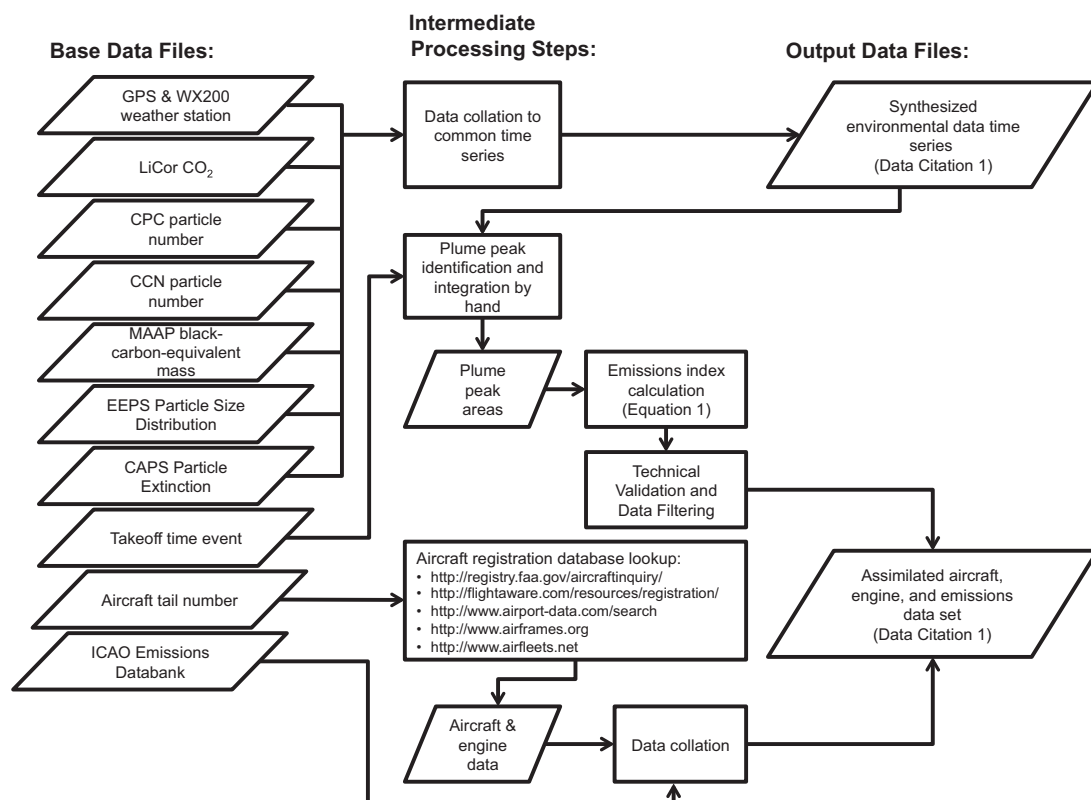 Base Data Files:
GPS & WX200
weather station
LiCor CO₂
CPC particle
number
CCN particle
number
MAAP black-
carbon-equivalent
mass
EEPS Particle Size
Distribution
CAPS Particle
Extinction
Takeoff time event
Aircraft tail number
ICAO Emissions
Databank
Intermediate
Processing Steps:
Data collation to
common time
series
Plume peak
identification and
integration by
hand
Plume
peak
areas
Emissions index
calculation
(Equation 1)
Technical
Validation and
Data Filtering
Aircraft registration database lookup:
• http://registry.faa.gov/aircraftinquiry/
• http://flightaware.com/resources/registration/
• http://www.airport-data.com/search
• http://www.airframes.org
• http://www.airfleets.net
Aircraft &
engine
data
Data collation
Output Data Files:
Synthesized
environmental data time
series
(Data Citation 1)
Assimilated aircraft,
engine, and emissions
data set
(Data Citation 1)